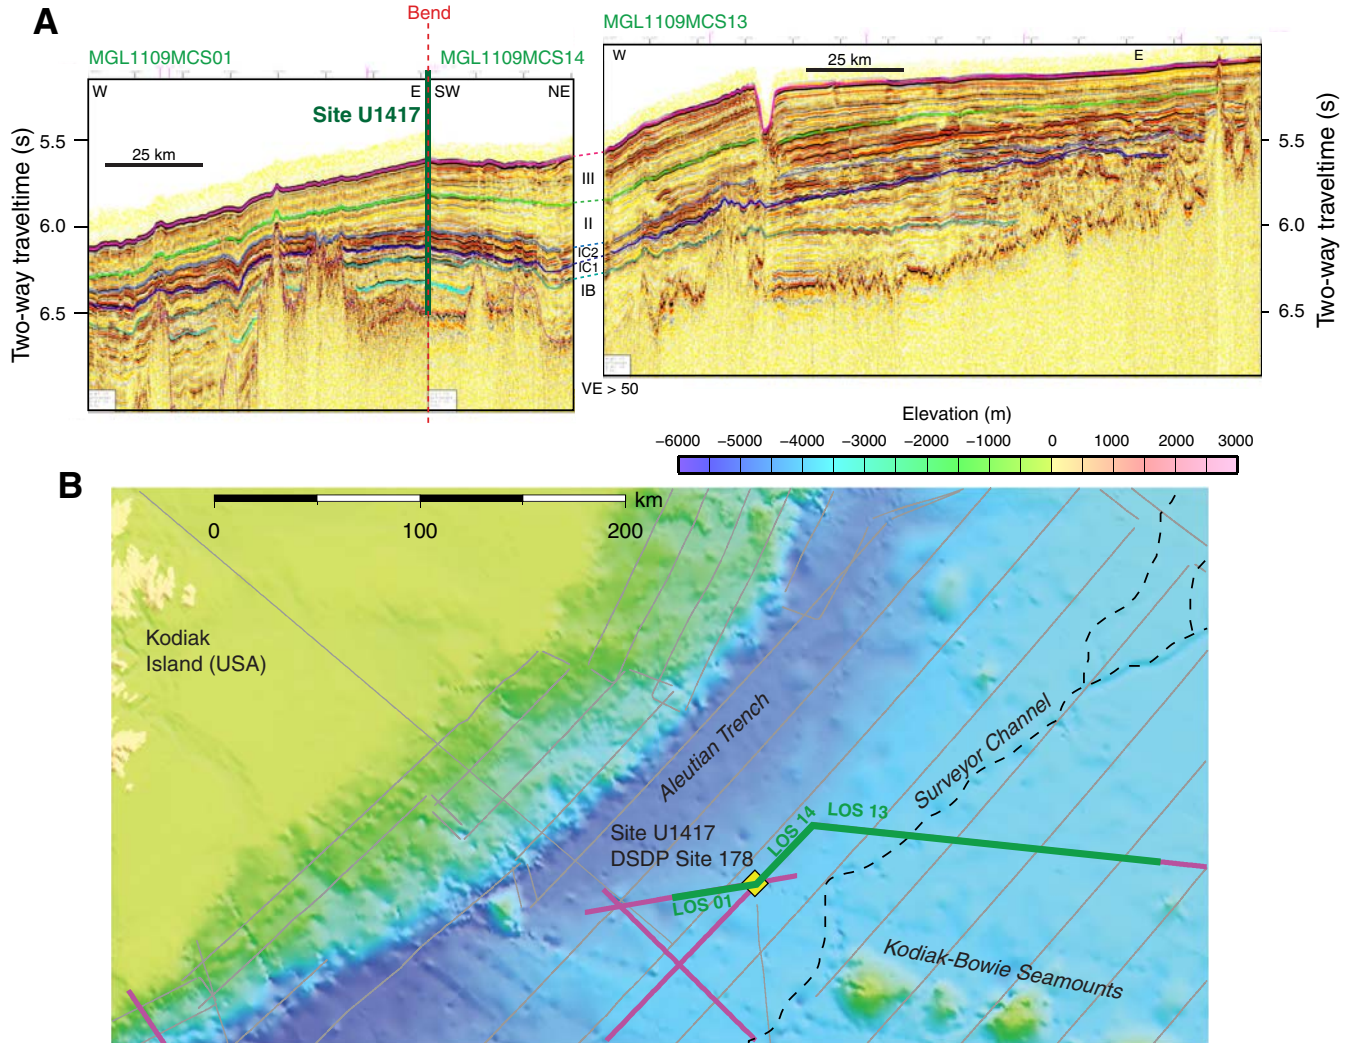 A
Bend
MGL1109MCS13
MGL1109MCS01
MGL1109MCS14
W
E
SW
NE
Site U1417
25 km
W
25 km
E
Two-way traveltime (s)
5.5
6.0
6.5
III
II
IC2
IC1
IB
5.5
6.0
6.5
Two-way traveltime (s)
VE > 50
Elevation (m)
−6000 −5000 −4000 −3000 −2000 −1000 0 1000 2000 3000
B
km
0 100 200
Kodiak
Island (USA)
Aleutian Trench
Surveyor Channel
Site U1417
DSDP Site 178
LOS 14
LOS 13
LOS 01
Kodiak-Bowie Seamounts